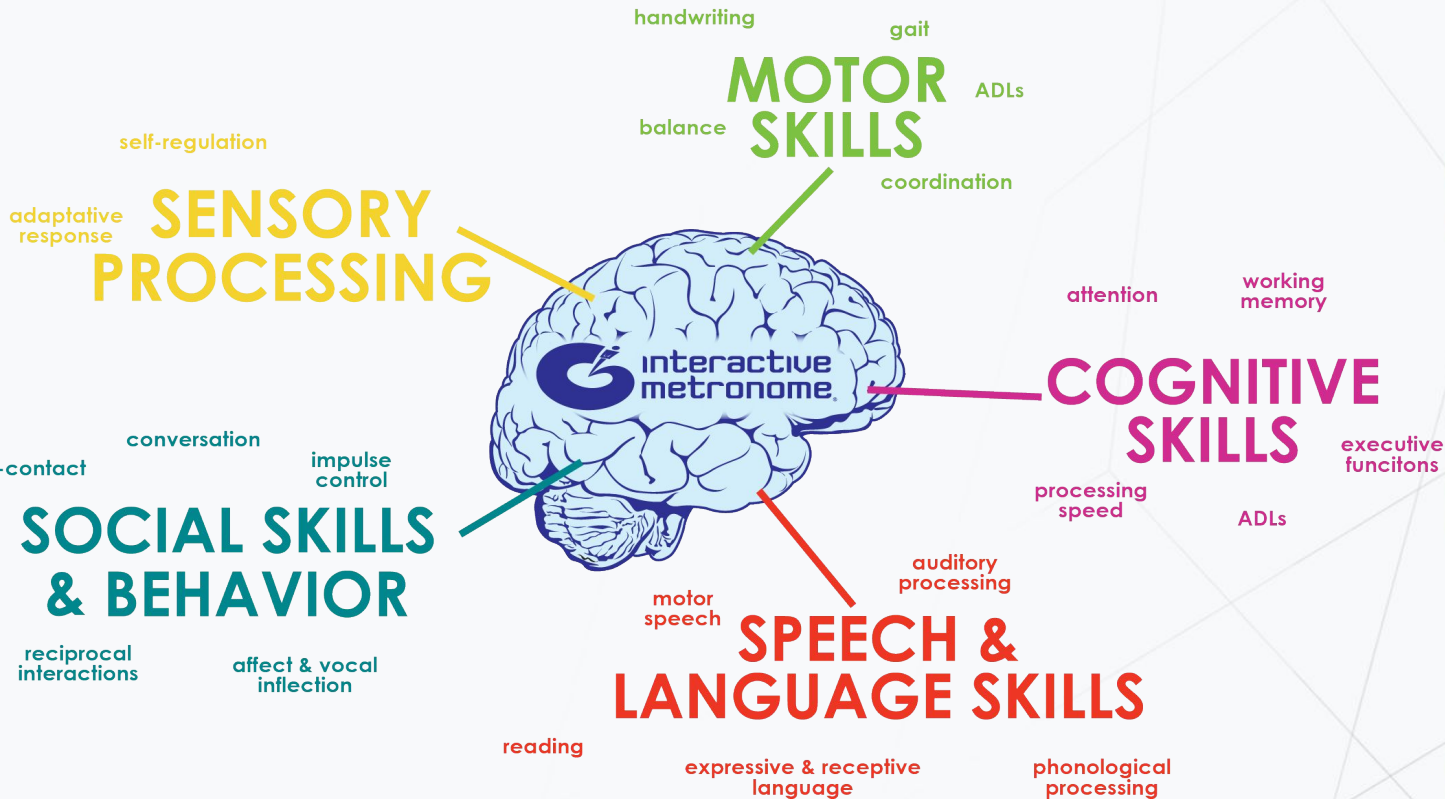 handwriting
gait
MOTOR
SKILLS
ADLs
balance
coordination
self-regulation
adaptative
response
SENSORY
PROCESSING
interactive
metronome®
attention
working
memory
COGNITIVE
SKILLS
executive
funcitons
processing
speed
ADLs
conversation
-contact
impulse
control
SOCIAL SKILLS
& BEHAVIOR
reciprocal
interactions
affect & vocal
inflection
auditory
processing
motor
speech
SPEECH &
LANGUAGE SKILLS
reading
expressive & receptive
language
phonological
processing